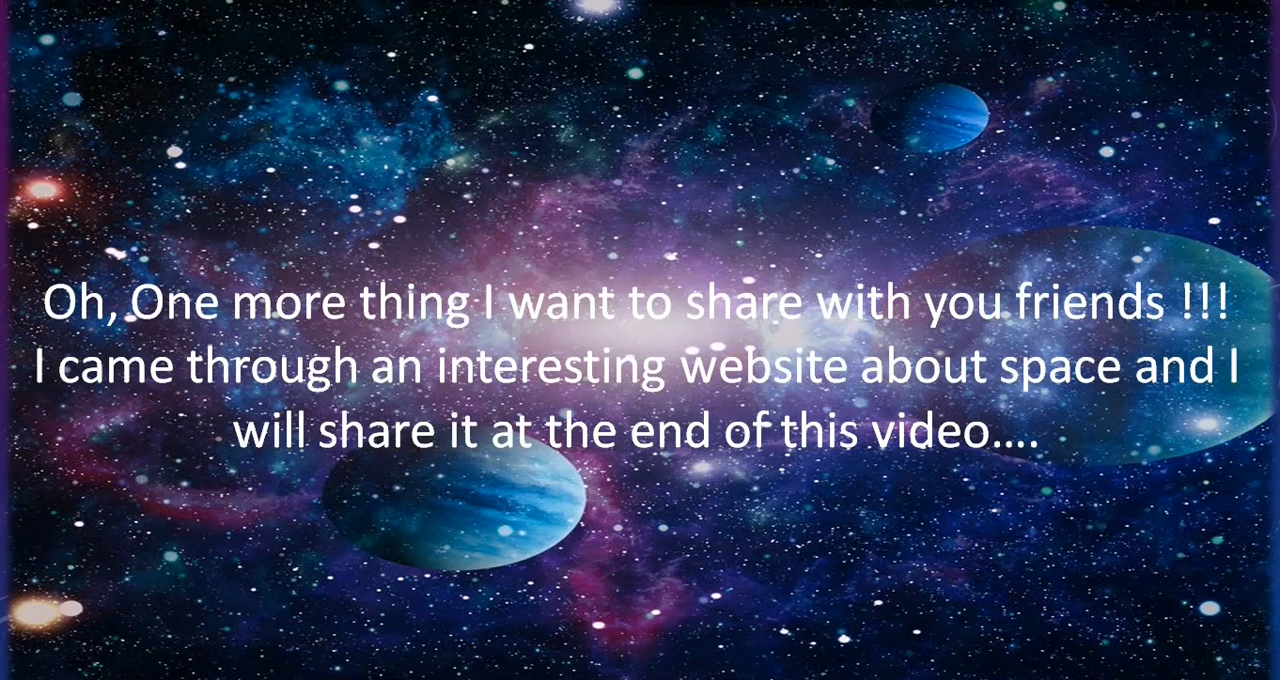 Oh, One more thing I want to share with you friends !!!
I came through an interesting website about space and I
will share it at the end of this video....